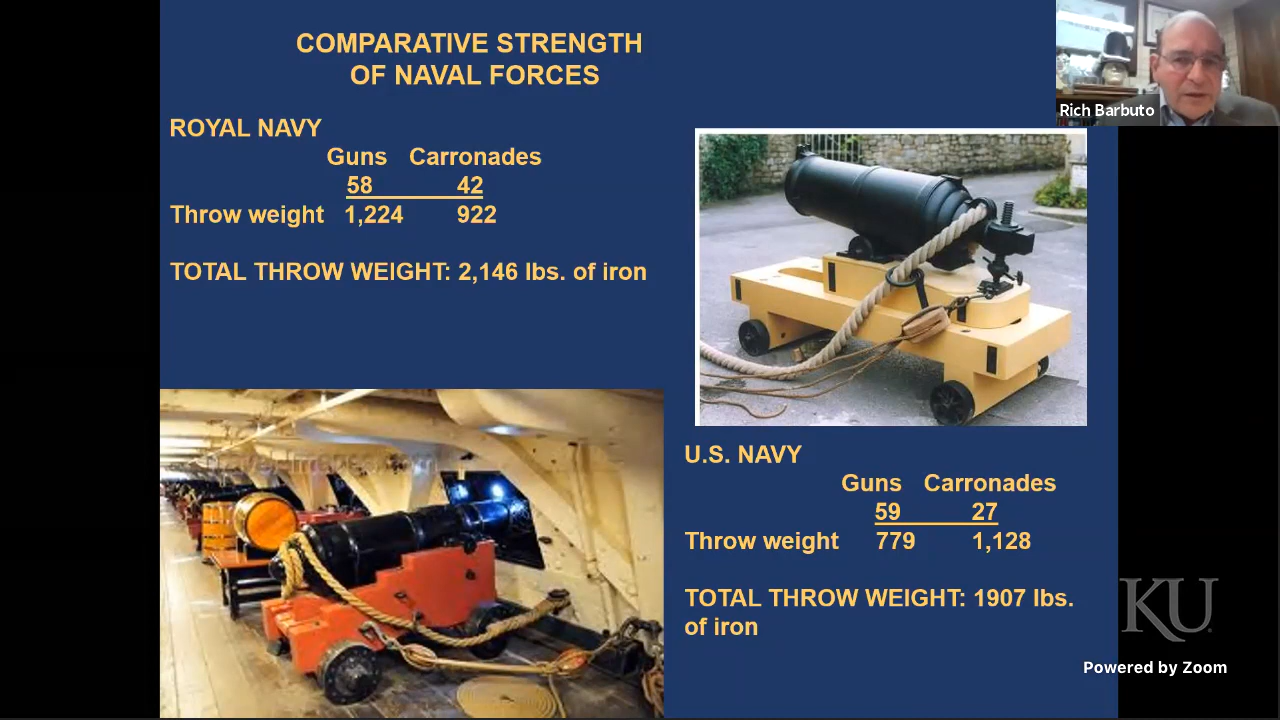 COMPARATIVE STRENGTH
OF NAVAL FORCES
ROYAL NAVY
Guns Carronades
58 42
Throw weight 1,224 922
TOTAL THROW WEIGHT: 2,146 lbs. of iron
Rich Barbuto
U.S. NAVY
Guns Carronades
59 27
Throw weight 779 1,128
TOTAL THROW WEIGHT: 1907 lbs.
of iron
KU
Powered by Zoom